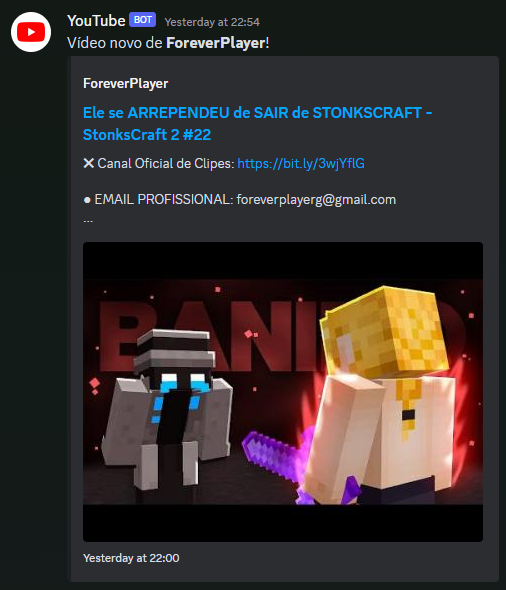 YouTube BOT Yesterday at 22:54
Vídeo novo de ForeverPlayer!
ForeverPlayer
Ele se ARREPENDEU de SAIR de STONKSCRAFT -
StonksCraft 2 #22
❌ Canal Oficial de Clipes: https://bit.ly/3wjYflG
● EMAIL PROFISSIONAL: foreverplayerg@gmail.com
...
Yesterday at 22:00